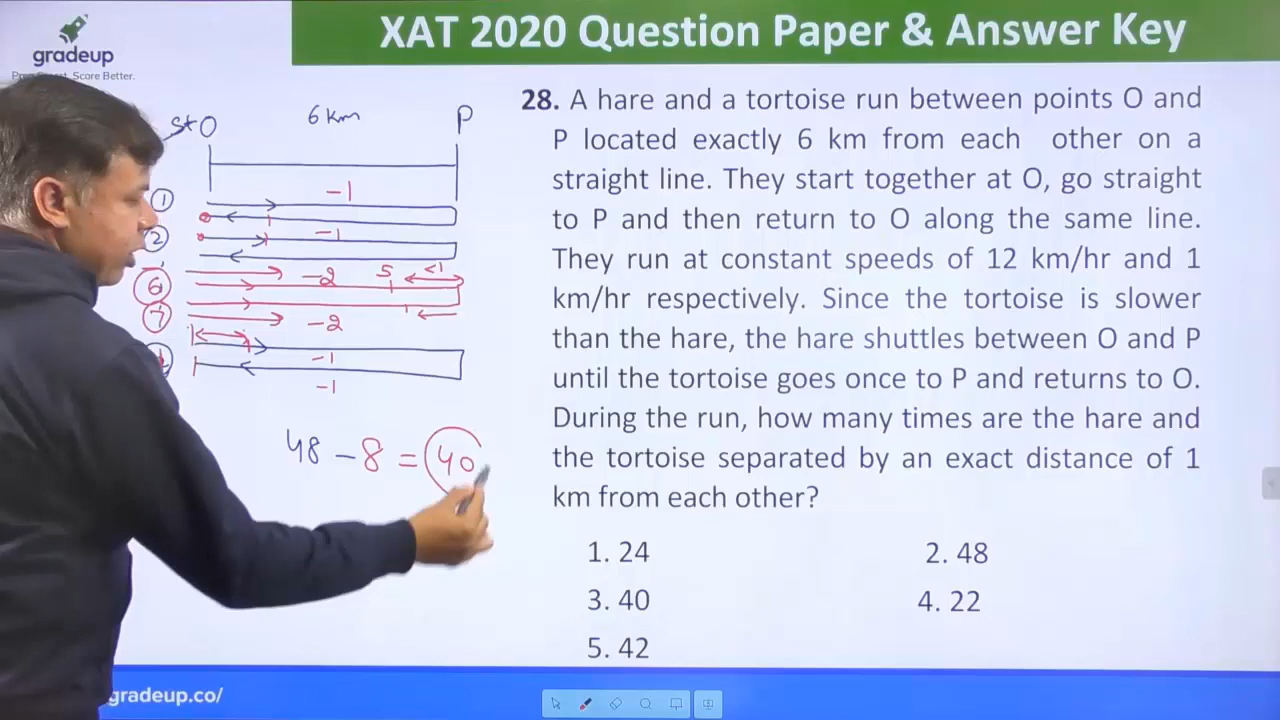 gradeup
XAT 2020 Question Paper & Answer Key
St O
6 km
P
① -1
② -1
⑥ -2 5 <1
⑦ -2
-1
-1
48 - 8 = 40
28. A hare and a tortoise run between points O and
P located exactly 6 km from each other on a
straight line. They start together at O, go straight
to P and then return to O along the same line.
They run at constant speeds of 12 km/hr and 1
km/hr respectively. Since the tortoise is slower
than the hare, the hare shuttles between O and P
until the tortoise goes once to P and returns to O.
During the run, how many times are the hare and
the tortoise separated by an exact distance of 1
km from each other?
1. 24
2. 48
3. 40
4. 22
5. 42
gradeup.co/